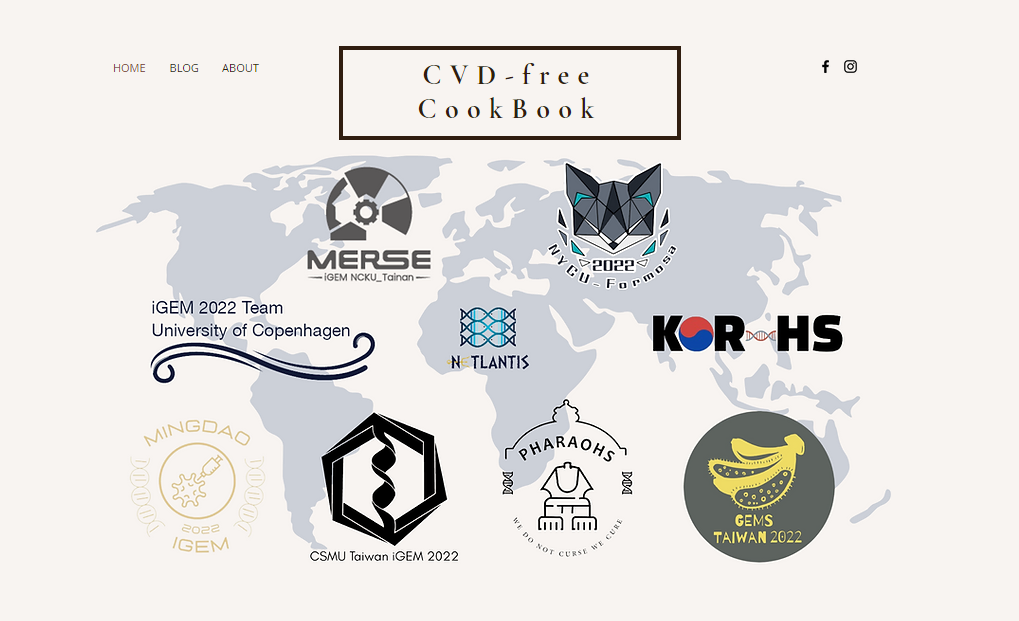 HOME BLOG ABOUT
CVD-free
CookBook
MERSE
iGEM NCKU_Tainan
2022
NYCU-Formosa
iGEM 2022 Team
University of Copenhagen
NETLANTIS
KOR HS
MINGDAO
2022
IGEM
CSMU Taiwan iGEM 2022
PHARAOHS
WE DO NOT CURSE WE CURE
GEMS
TAIWAN 2022